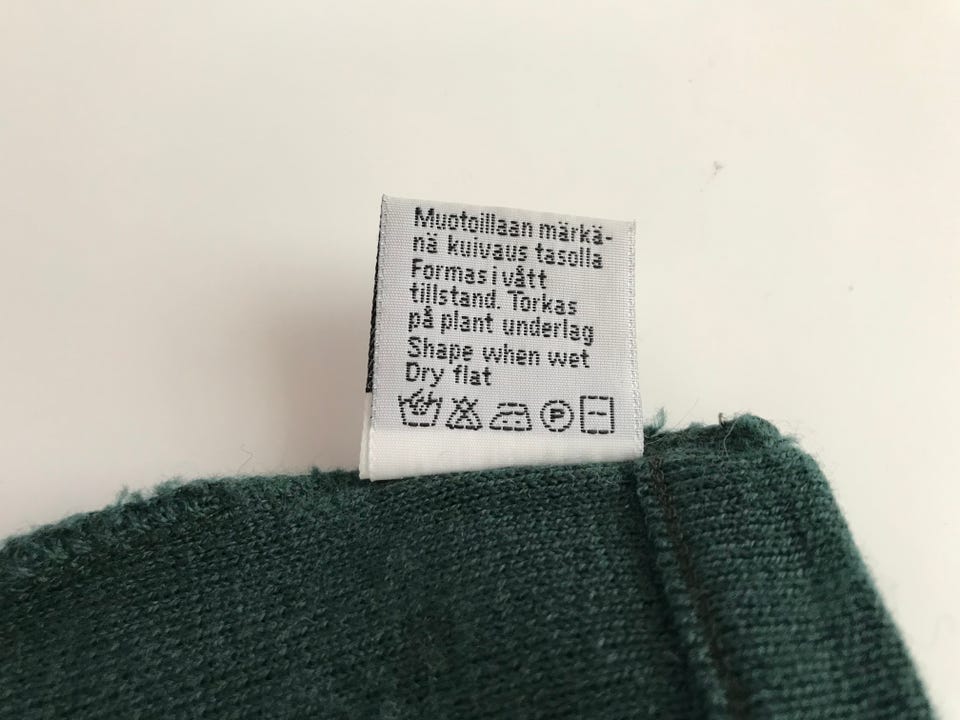 Muotoillaan märkä-
nä kuivaus tasolla
Formas i vått
tillstand. Torkas
på plant underlag
Shape when wet
Dry flat
P